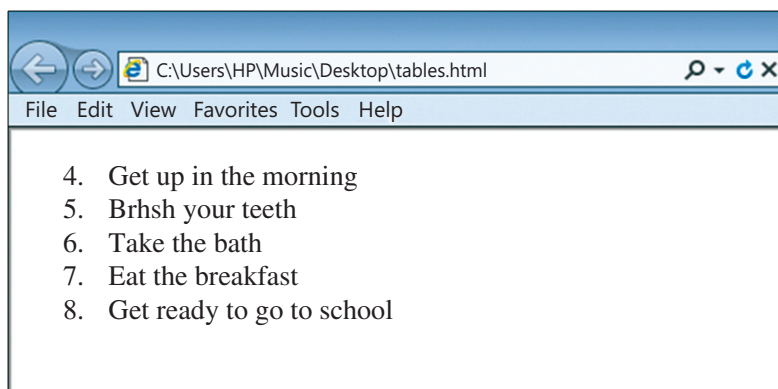 C:\Users\HP\Music\Desktop\tables.html
File Edit View Favorites Tools Help
4. Get up in the morning
5. Brhsh your teeth
6. Take the bath
7. Eat the breakfast
8. Get ready to go to school